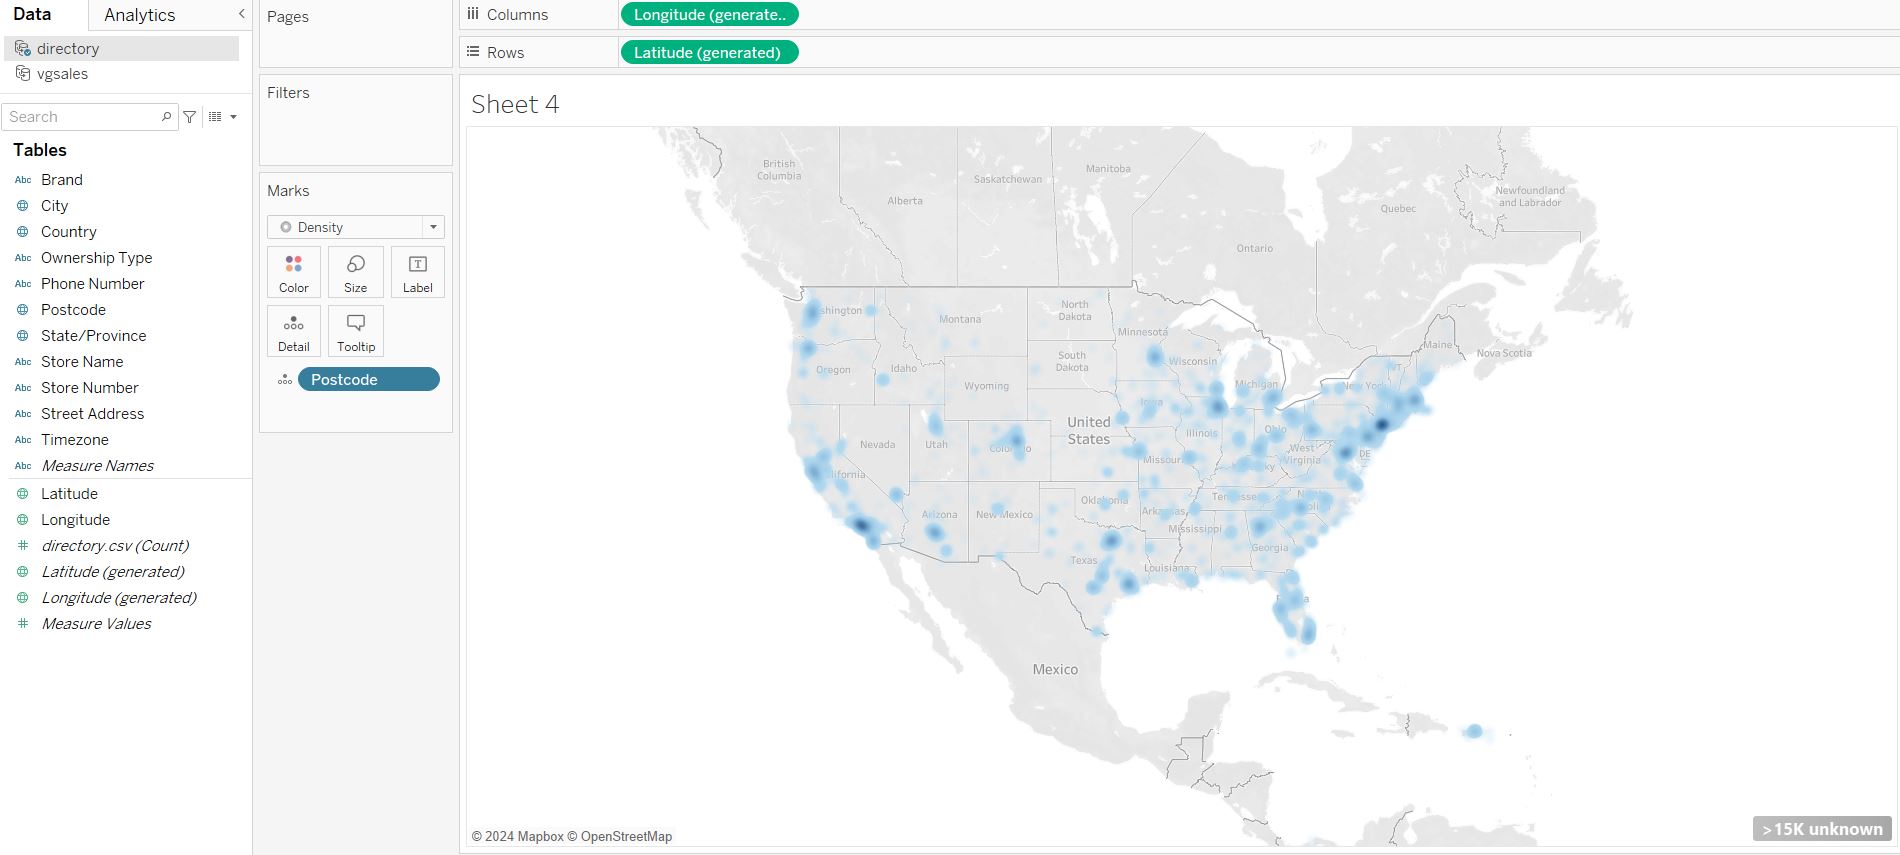 Data
Analytics
directory
vgsales
Search
Tables
Abc Brand
City
Country
Abc Ownership Type
Abc Phone Number
Postcode
State/Province
Abc Store Name
Abc Store Number
Abc Street Address
Abc Timezone
Abc Measure Names
Latitude
Longitude
# directory.csv (Count)
Latitude (generated)
Longitude (generated)
# Measure Values
Pages
Filters
Marks
Density
Color
Size
T
Label
Detail
Tooltip
Postcode
Columns
Longitude (generate..
Rows
Latitude (generated)
Sheet 4
British
Columbia
Alberta
Saskatchewan
Manitoba
Ontario
Quebec
Newfoundland
and Labrador
Nova Scotia
Maine
VT
New York
shington
Montana
North
Dakota
Minnesota
Oregon
Idaho
Wyoming
South
Dakota
Wisconsin
Michigan
Iowa
United
States
Nevada
Utah
Illinois
Ohio
West
Virginia
DE
lifornia
Missour
Arizona
New Mexico
Oklahoma
Arkansas
Tennessee
Mississippi
Georgia
Texas
Louisiana
Mexico
© 2024 Mapbox © OpenStreetMap
>15K unknown